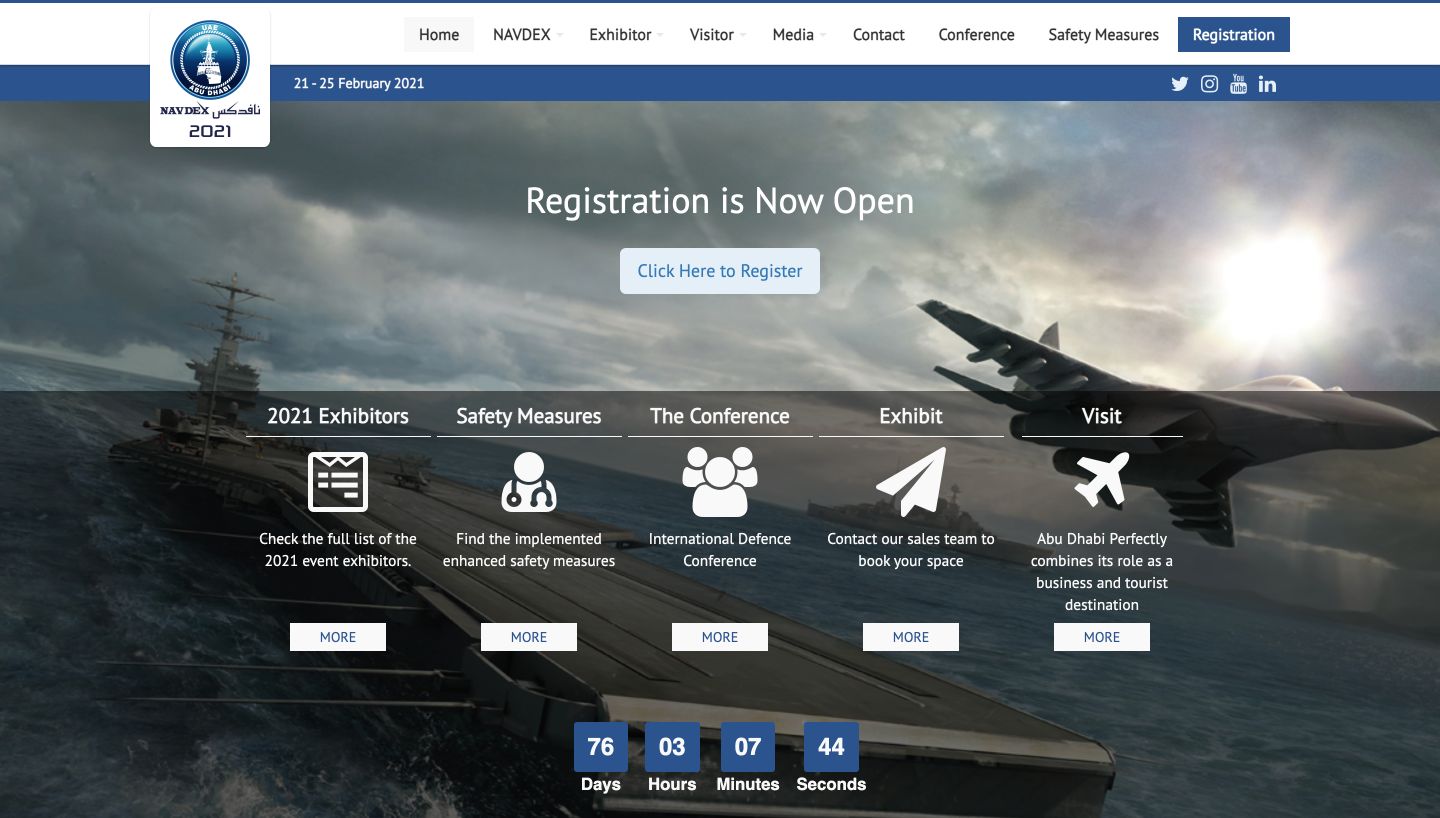 Home NAVDEX Exhibitor Visitor Media Contact Conference Safety Measures Registration
UAE
ABU DHABI
NAVDEX نافدكس
2021
21 - 25 February 2021
You
Tube
in
Registration is Now Open
Click Here to Register
2021 Exhibitors
Check the full list of the
2021 event exhibitors.
MORE
Safety Measures
Find the implemented
enhanced safety measures
MORE
The Conference
International Defence
Conference
MORE
Exhibit
Contact our sales team to
book your space
MORE
Visit
Abu Dhabi Perfectly
combines its role as a
business and tourist
destination
MORE
76 03 07 44
Days Hours Minutes Seconds